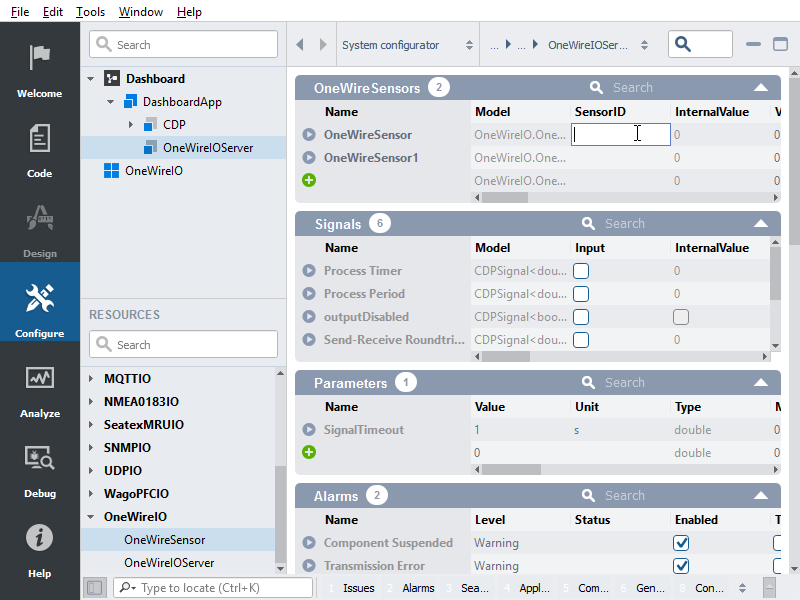 File Edit Tools Window Help
Welcome
Code
Design
Configure
Analyze
Debug
Help
Search
Dashboard
DashboardApp
CDP
OneWireIOServer
OneWireIO
RESOURCES
Search
MQTTIO
NMEA0183IO
SeatexMRUIO
SNMPIO
UDPIO
WagoPFCIO
OneWireIO
OneWireSensor
OneWireIOServer
System configurator ... ... OneWireIOSer...
OneWireSensors 2 Search
Name Model SensorID InternalValue V
OneWireSensor OneWireIO.One... 0 0
OneWireSensor1 OneWireIO.One... 0 0
OneWireIO.One... 0 0
Signals 6 Search
Name Model Input InternalValue
Process Timer CDPSignal<dou... 0
Process Period CDPSignal<dou... 0
outputDisabled CDPSignal<boo...
Send-Receive Roundtri... CDPSignal<dou... 0
Parameters 1 Search
Name Value Unit Type M
SignalTimeout 1 s double 0
0 double 0
Alarms 2 Search
Name Level Status Enabled T
Component Suspended Warning
Transmission Error Warning
Type to locate (Ctrl+K) 1 Issues 2 Alarms 3 Sea... 4 Appl... 5 Com... 6 Gen... 8 Con...